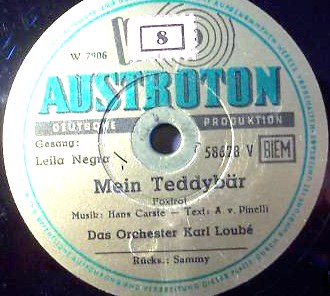 W 7906
8
AUSTROTON
DEUTSCHE PRODUKTION
Gesang:
Leila Negra
58678 V BIEM
Mein Teddybär
Foxtrot
Musik: Hans Carste — Text: A. v. Pinelli
Das Orchester Karl Loubé
Rücks.: Sammy